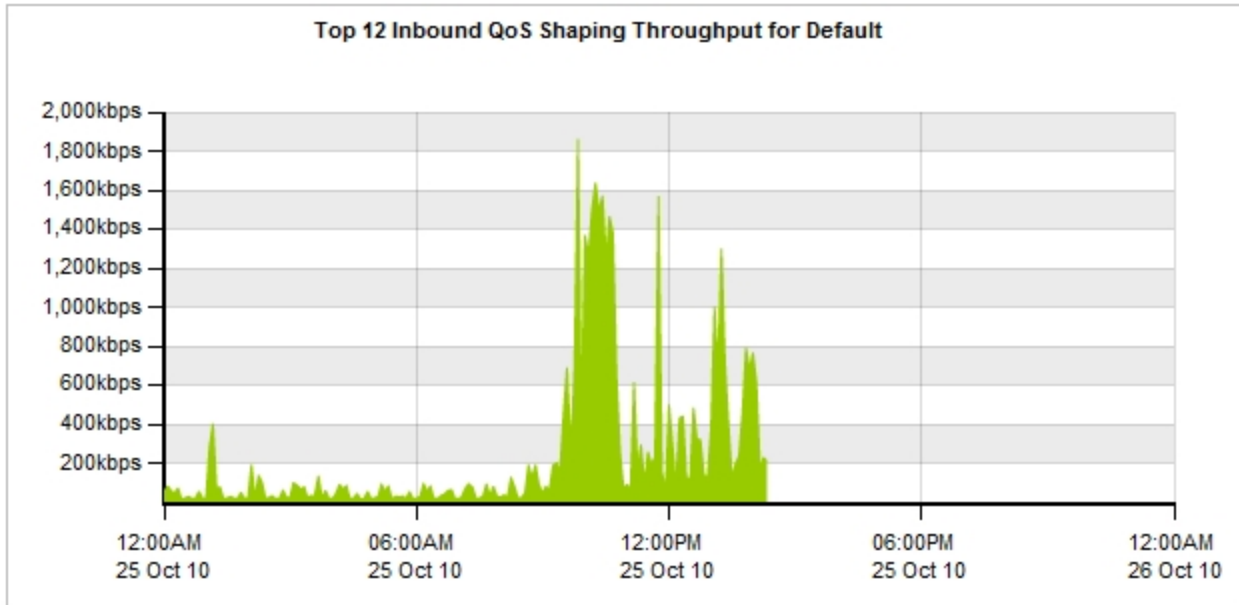 Top 12 Inbound QoS Shaping Throughput for Default
2,000kbps
1,800kbps
1,600kbps
1,400kbps
1,200kbps
1,000kbps
800kbps
600kbps
400kbps
200kbps
12:00AM 06:00AM 12:00PM 06:00PM 12:00AM
25 Oct 10 25 Oct 10 25 Oct 10 25 Oct 10 26 Oct 10